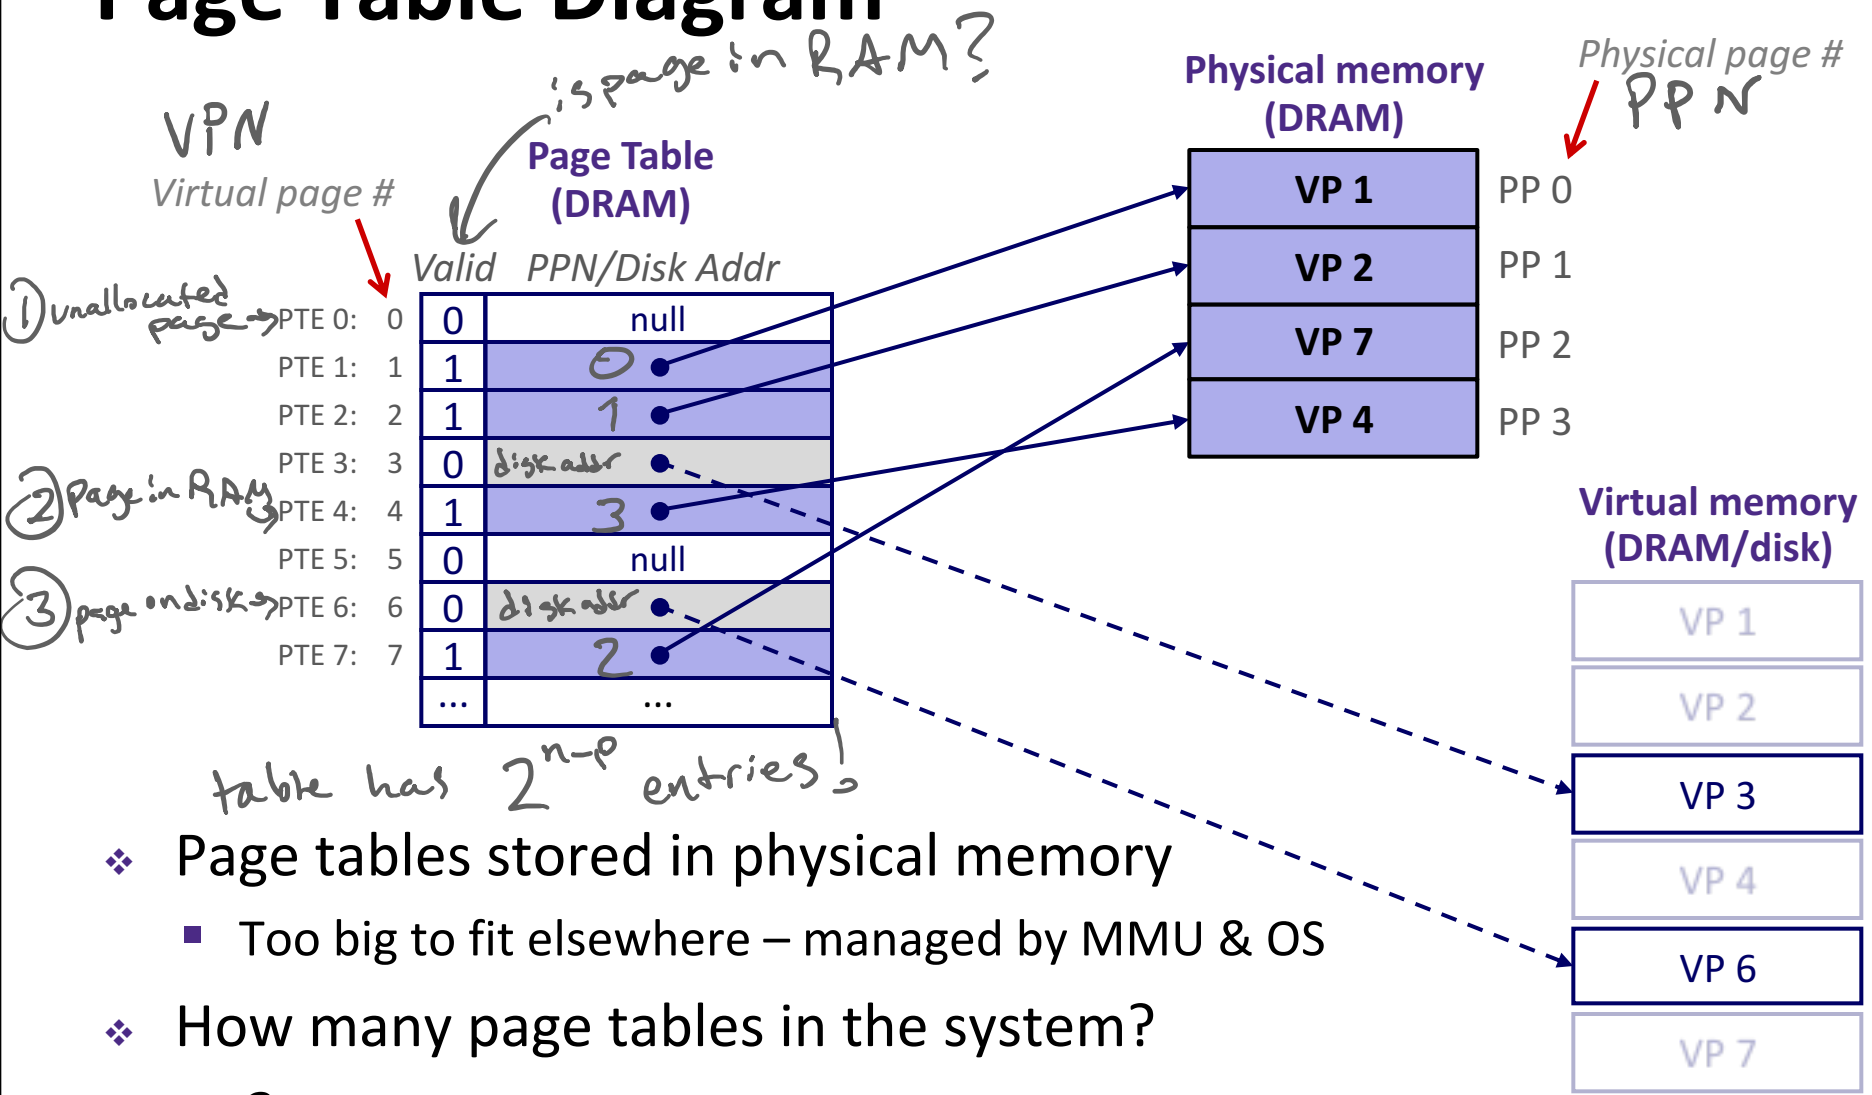 Page Table Diagram
is page in RAM?
VPN
Virtual page #
Page Table
(DRAM)
Valid PPN/Disk Addr
① unallocated
page → PTE 0: 0 0 null
PTE 1: 1 1 0
PTE 2: 2 1 1
PTE 3: 3 0 disk addr
② Page in RAM → PTE 4: 4 1 3
PTE 5: 5 0 null
③ page on disk → PTE 6: 6 0 disk addr
PTE 7: 7 1 2
... ...
table has 2^{n-p} entries!
Physical memory
(DRAM)
Physical page #
PPN
VP 1 PP 0
VP 2 PP 1
VP 7 PP 2
VP 4 PP 3
Virtual memory
(DRAM/disk)
VP 1
VP 2
VP 3
VP 4
VP 6
VP 7
❖ Page tables stored in physical memory
▪ Too big to fit elsewhere – managed by MMU & OS
❖ How many page tables in the system?